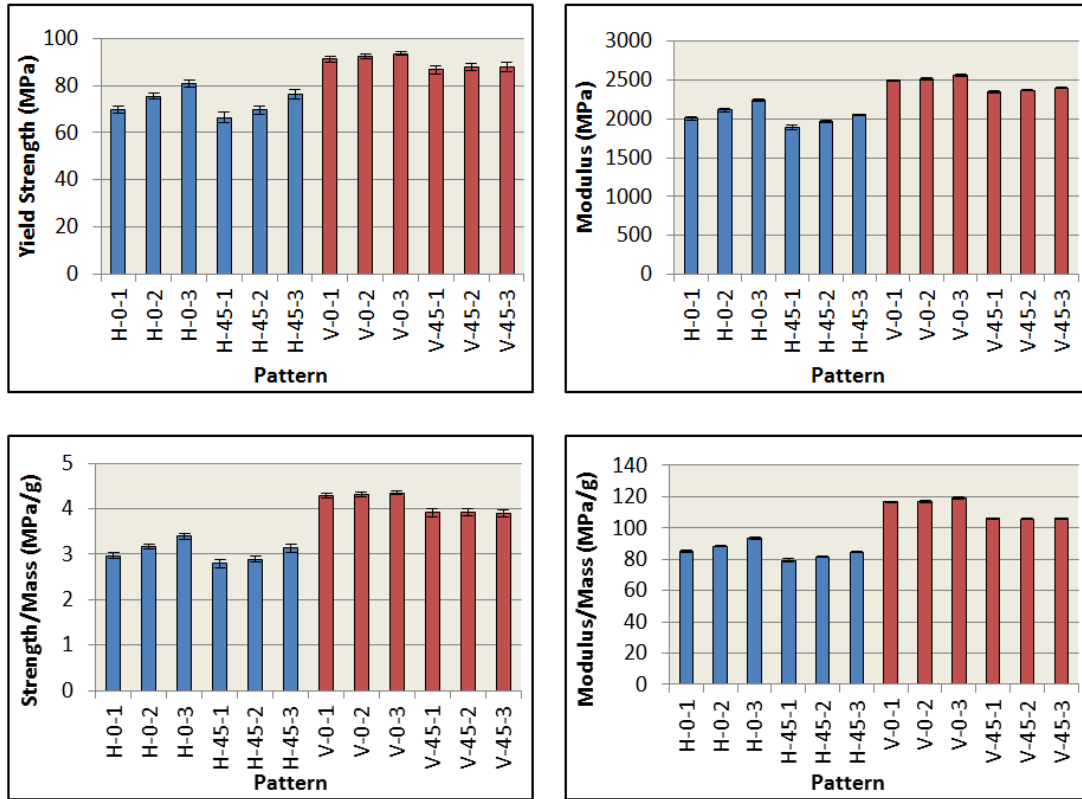 Yield Strength (MPa)
100
80
60
40
20
0
H-0-1
H-0-2
H-0-3
H-45-1
H-45-2
H-45-3
V-0-1
V-0-2
V-0-3
V-45-1
V-45-2
V-45-3
Pattern
Modulus (MPa)
3000
2500
2000
1500
1000
500
0
H-0-1
H-0-2
H-0-3
H-45-1
H-45-2
H-45-3
V-0-1
V-0-2
V-0-3
V-45-1
V-45-2
V-45-3
Pattern
Strength/Mass (MPa/g)
5
4
3
2
1
0
H-0-1
H-0-2
H-0-3
H-45-1
H-45-2
H-45-3
V-0-1
V-0-2
V-0-3
V-45-1
V-45-2
V-45-3
Pattern
Modulus/Mass (MPa/g)
140
120
100
80
60
40
20
0
H-0-1
H-0-2
H-0-3
H-45-1
H-45-2
H-45-3
V-0-1
V-0-2
V-0-3
V-45-1
V-45-2
V-45-3
Pattern